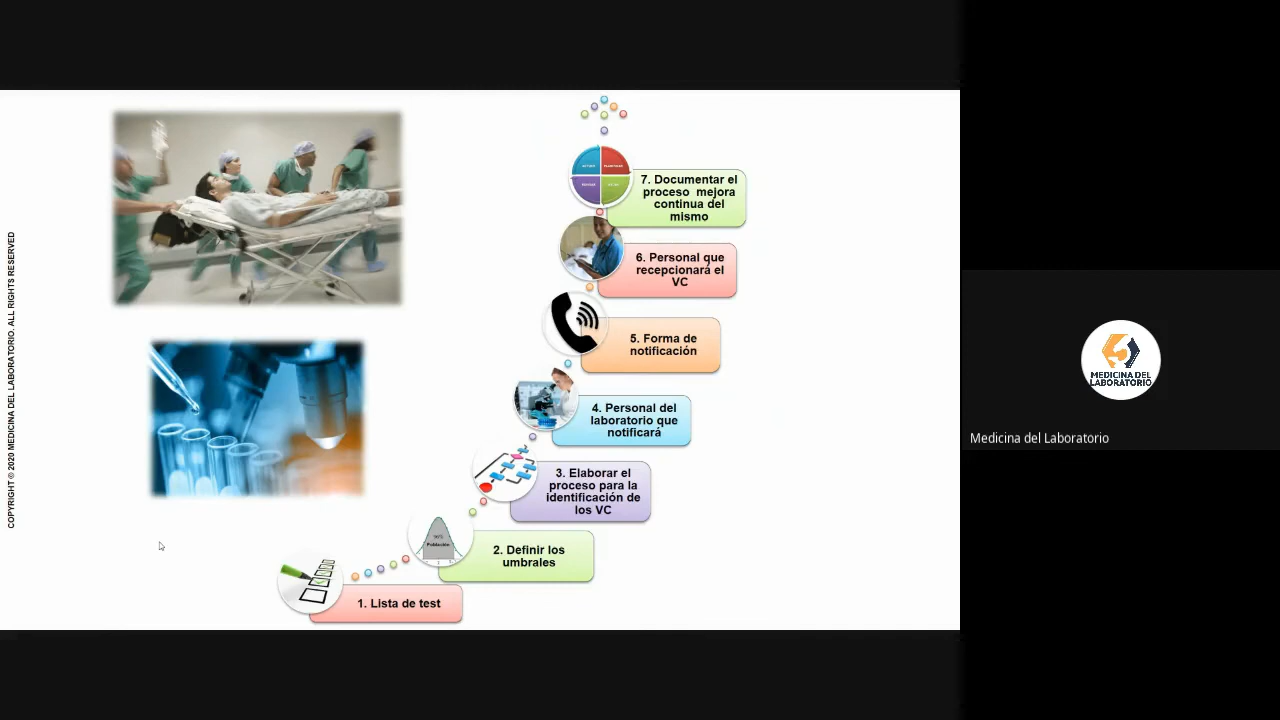 COPYRIGHT © 2020 MEDICINA DEL LABORATORIO. ALL RIGHTS RESERVED
7. Documentar el
proceso mejora
continua del
mismo
6. Personal que
recepcionará el
VC
5. Forma de
notificación
4. Personal del
laboratorio que
notificará
3. Elaborar el
proceso para la
identificación de
los VC
2. Definir los
umbrales
Población
1. Lista de test
MEDICINA DEL
LABORATORIO
Medicina del Laboratorio